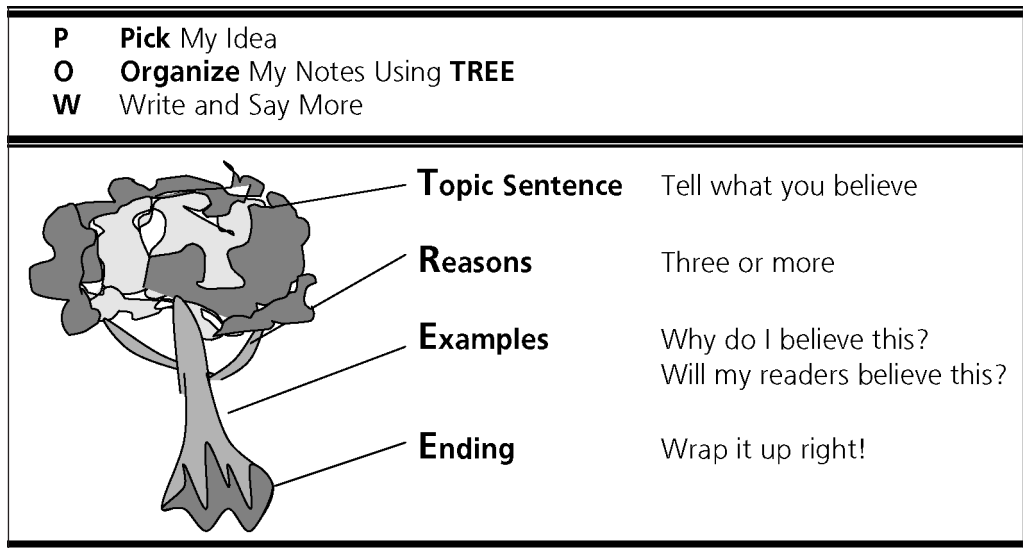 P Pick My Idea
O Organize My Notes Using TREE
W Write and Say More
Topic Sentence Tell what you believe
Reasons Three or more
Examples Why do I believe this?
Will my readers believe this?
Ending Wrap it up right!